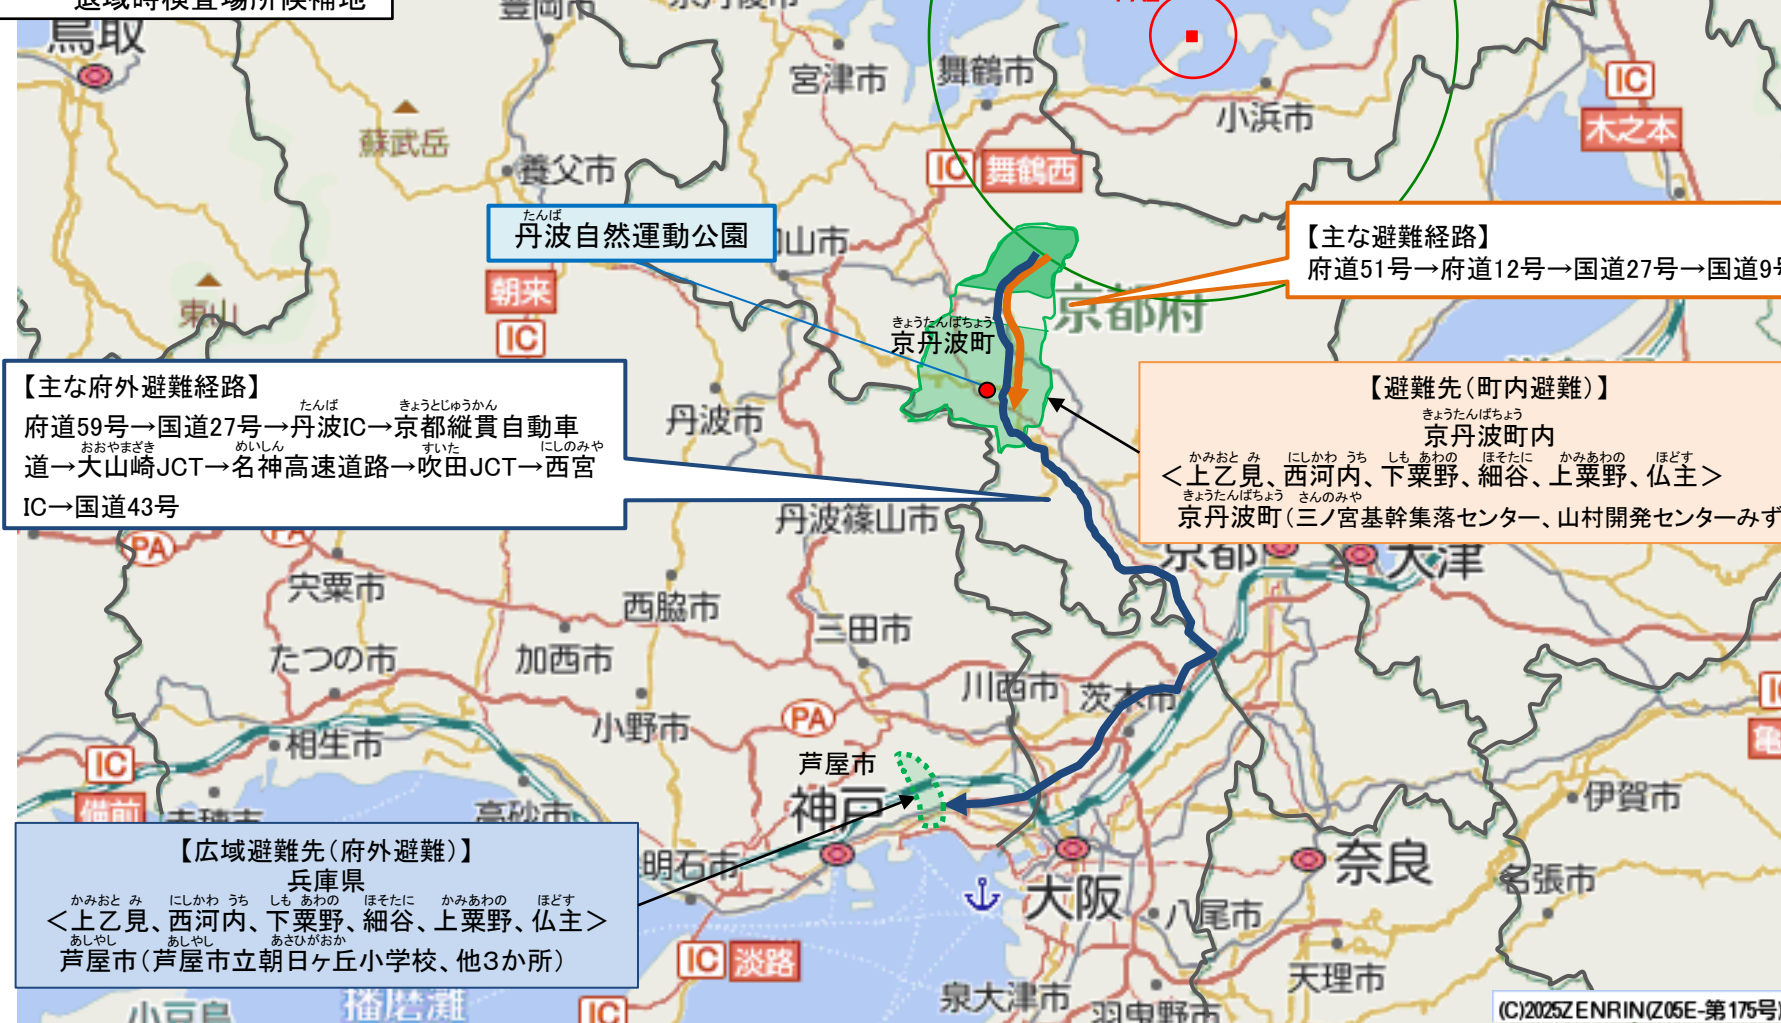 退域時検査場所候補地
鳥取
豊岡市
宮津市
舞鶴市
小浜市
IC
木之本
蘇武岳
養父市
IC 舞鶴西
たんば
丹波自然運動公園
山市
【主な避難経路】
府道51号→府道12号→国道27号→国道9号
東山
朝来
IC
京都府
きょうたんばちょう
京丹波町
【主な府外避難経路】
たんば きょうとじゅうかん
府道59号→国道27号→丹波IC→京都縦貫自動車
おおやまざき めいしん すいた にしのみや
道→大山崎JCT→名神高速道路→吹田JCT→西宮
IC→国道43号
丹波市
【避難先(町内避難)】
きょうたんばちょう
京丹波町内
かみおと み にしかわ うち しも あわの ほそたに かみあわの ほどす
<上乙見、西河内、下粟野、細谷、上粟野、仏主>
きょうたんばちょう さんのみや
京丹波町(三ノ宮基幹集落センター、山村開発センターみず
丹波篠山市
PA
PA
京都
大津
宍粟市
西脇市
三田市
たつの市
加西市
川西市
茨木市
小野市
PA
相生市
IC
備前
赤穂市
高砂市
芦屋市
神戸
伊賀市
亀
【広域避難先(府外避難)】
兵庫県
かみおと み にしかわ うち しも あわの ほそたに かみあわの ほどす
<上乙見、西河内、下粟野、細谷、上粟野、仏主>
あしやし あしやし あさひがおか
芦屋市(芦屋市立朝日ヶ丘小学校、他3か所)
明石市
大阪
奈良
名張市
八尾市
IC 淡路
天理市
泉大津市
羽曳野市
小豆島
播磨灘
IC
(C)2025ZENRIN(Z05E-第175号)